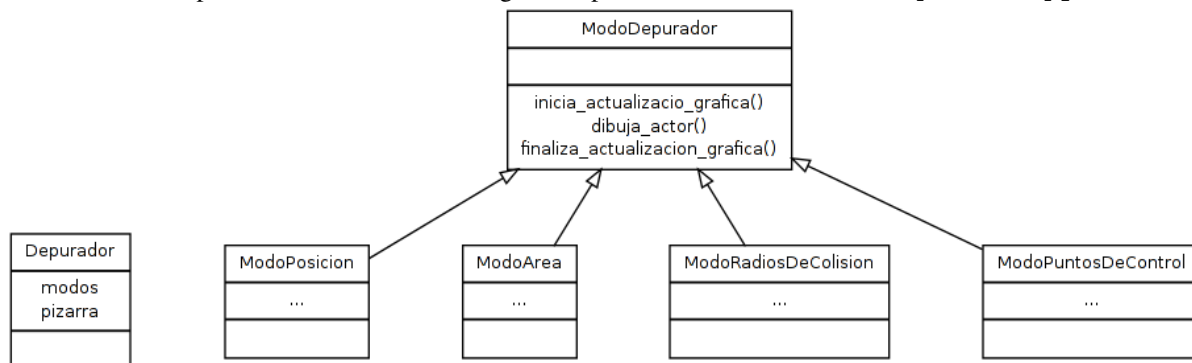 ModoDepurador
inicia_actualizacio_grafica()
dibuja_actor()
finaliza_actualizacion_grafica()
Depurador
modos
pizarra
ModoPosicion
...
ModoArea
...
ModoRadiosDeColision
...
ModoPuntosDeControl
...